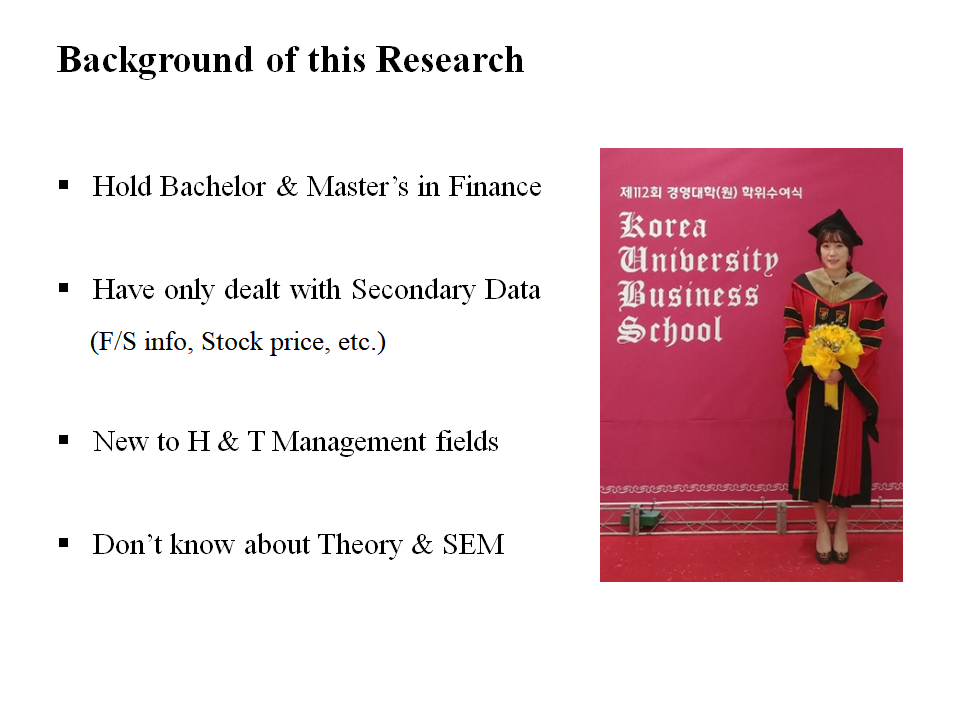 Background of this Research
▪ Hold Bachelor & Master’s in Finance
▪ Have only dealt with Secondary Data
(F/S info, Stock price, etc.)
▪ New to H & T Management fields
▪ Don’t know about Theory & SEM
제112회 경영대학(원) 학위수여식
Korea
University
Business
School